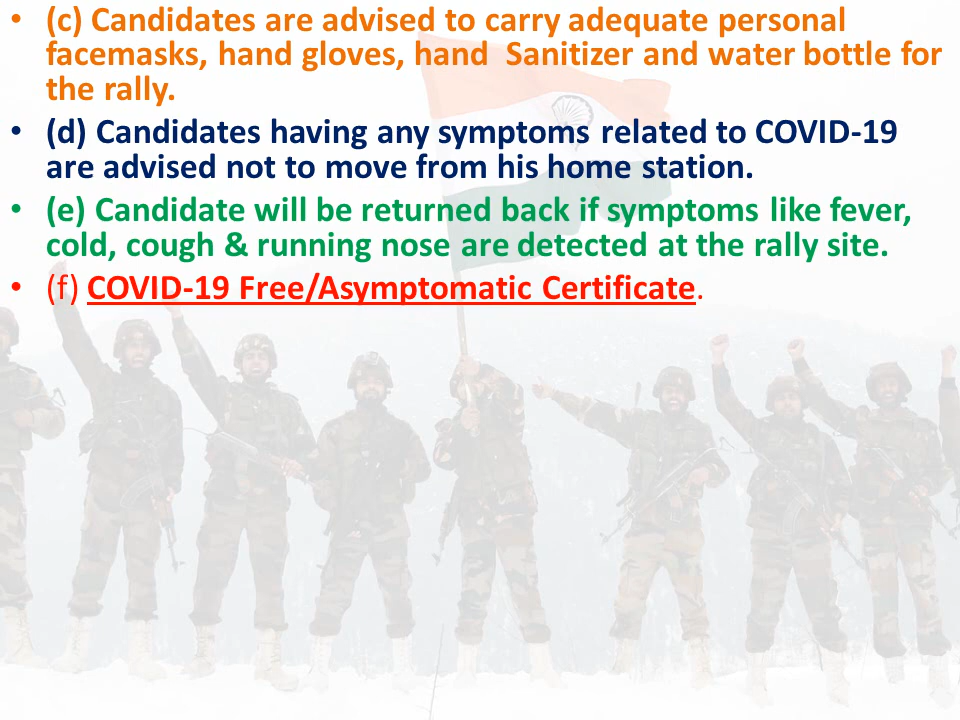 • (c) Candidates are advised to carry adequate personal
facemasks, hand gloves, hand  Sanitizer and water bottle for
the rally.
• (d) Candidates having any symptoms related to COVID-19
are advised not to move from his home station.
• (e) Candidate will be returned back if symptoms like fever,
cold, cough & running nose are detected at the rally site.
• (f) COVID-19 Free/Asymptomatic Certificate.